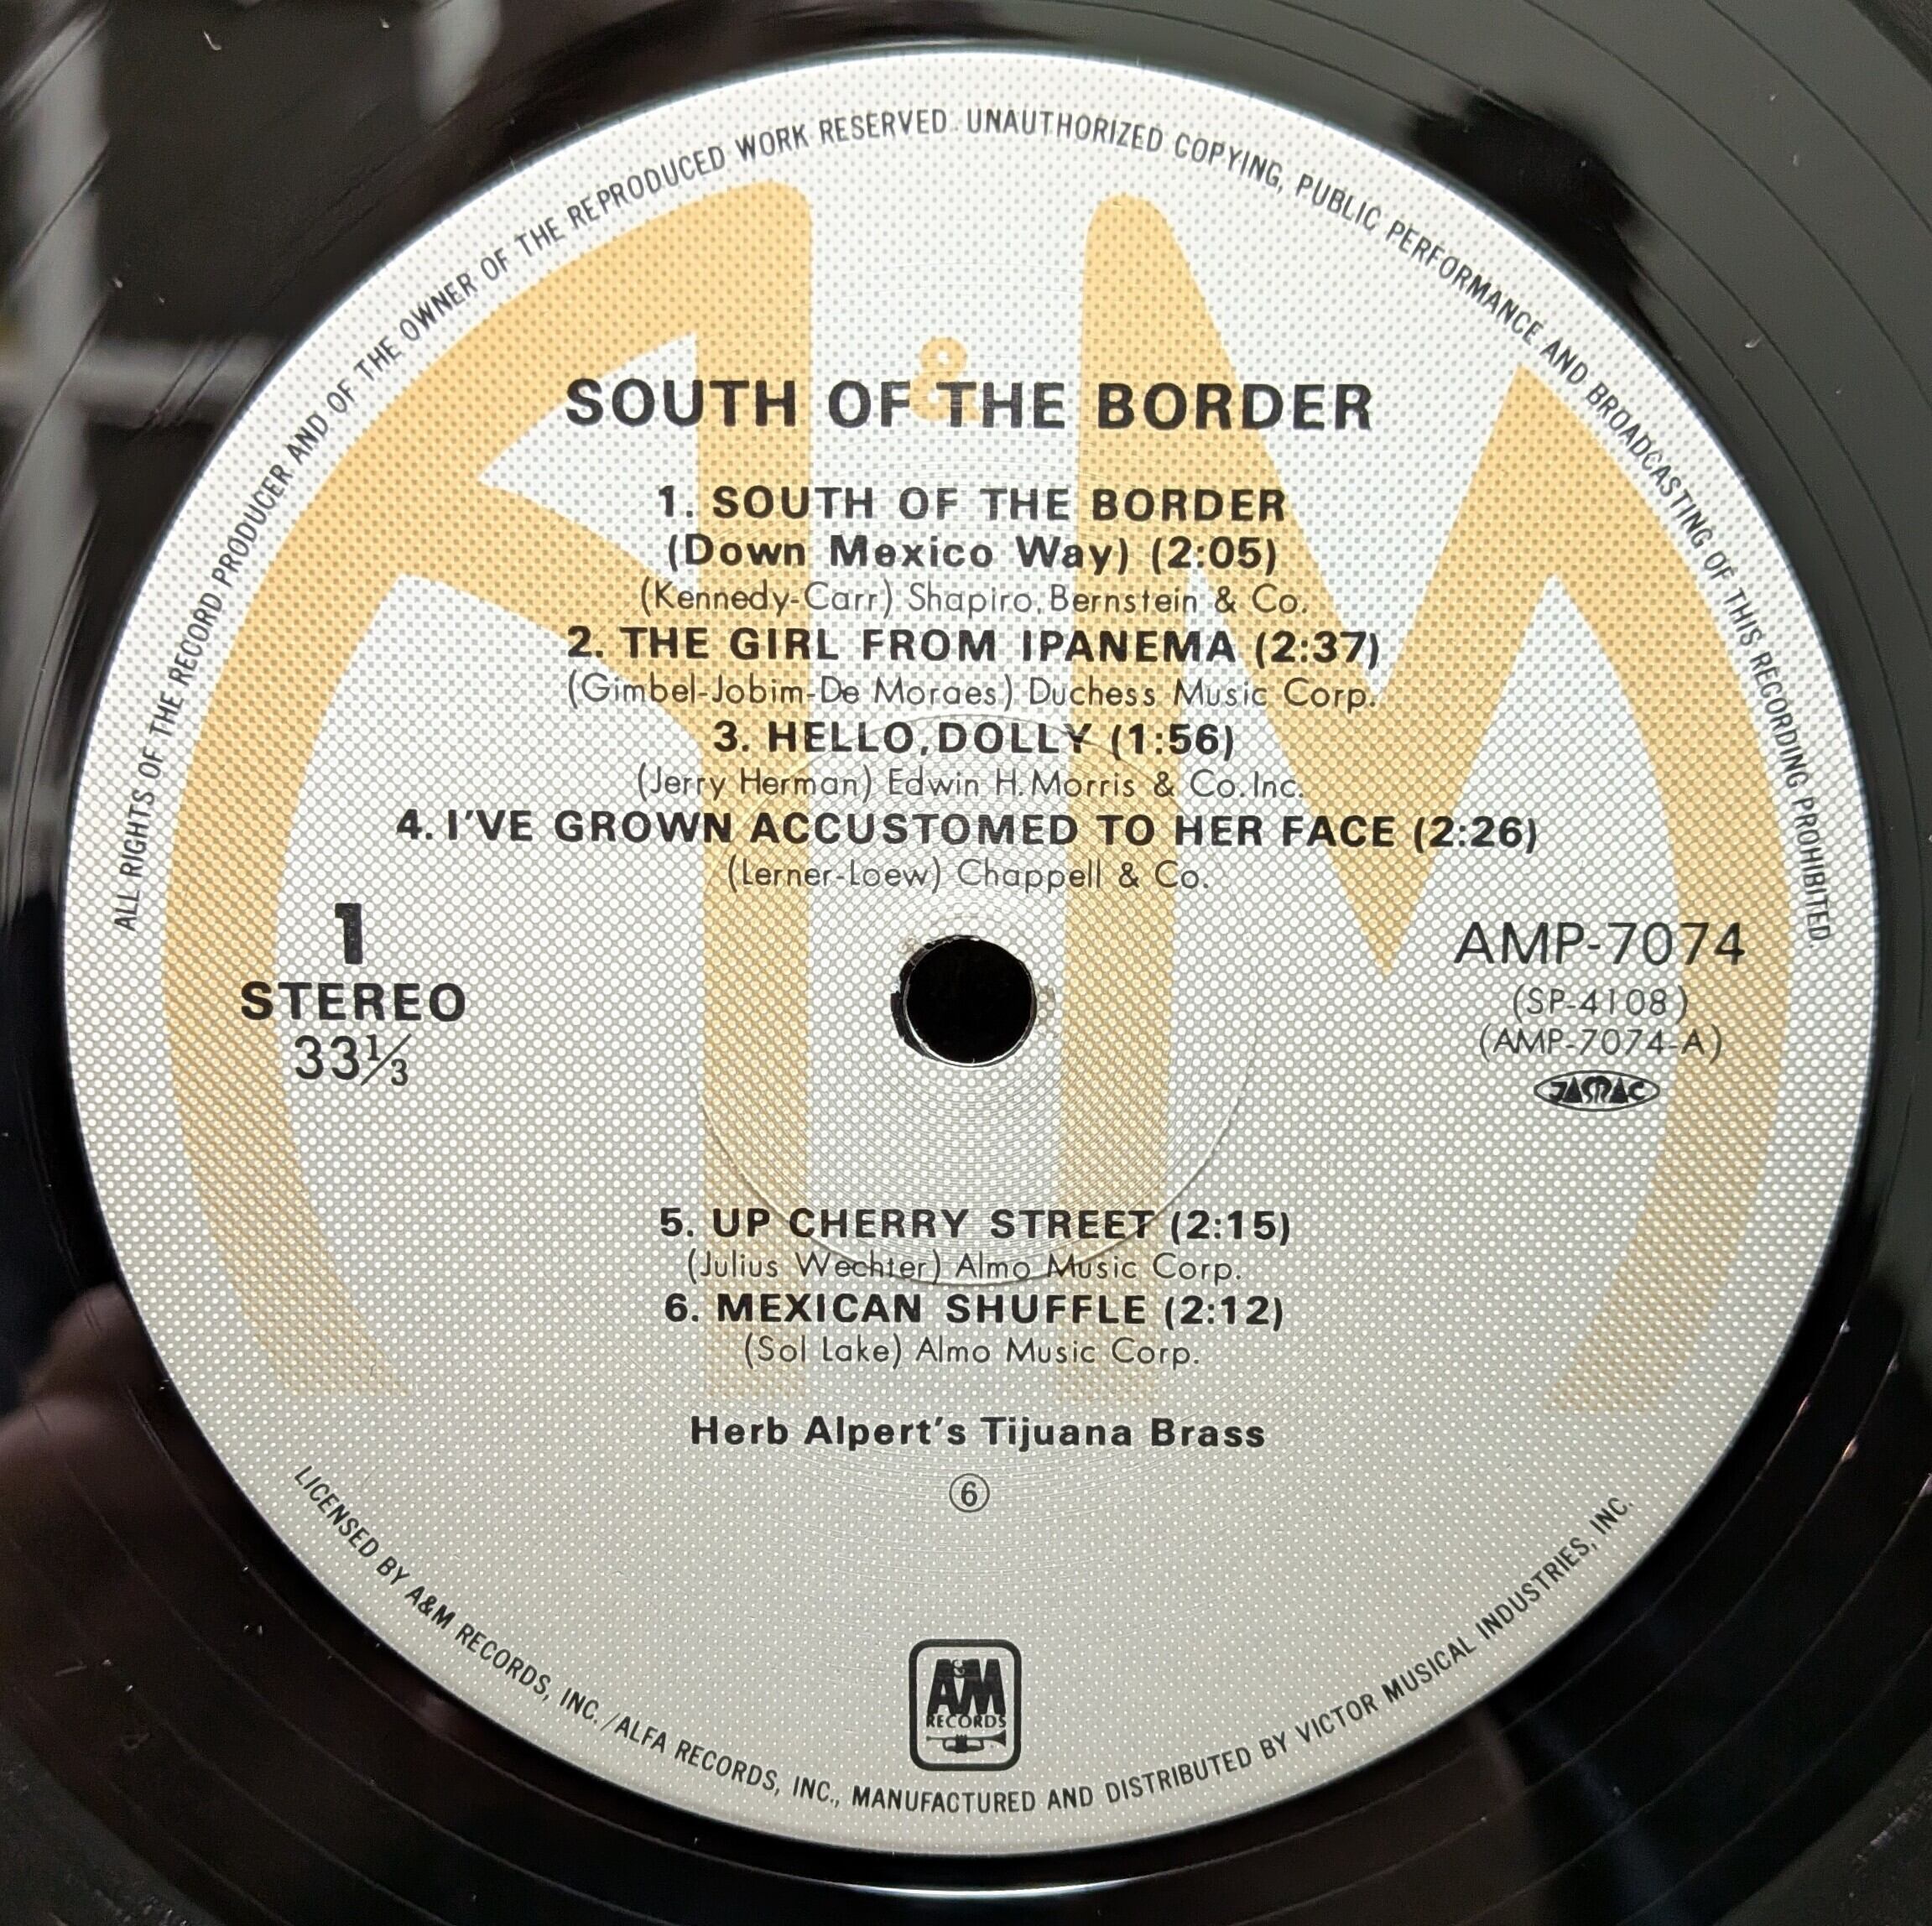 ALL RIGHTS OF THE RECORD PRODUCER AND OF THE OWNER OF THE REPRODUCED WORK RESERVED. UNAUTHORIZED COPYING, PUBLIC PERFORMANCE AND BROADCASTING OF THIS RECORDING PROHIBITED.
A&M
SOUTH OF THE BORDER
1. SOUTH OF THE BORDER
(Down Mexico Way) (2:05)
(Kennedy-Carr) Shapiro, Bernstein & Co.
2. THE GIRL FROM IPANEMA (2:37)
(Gimbel-Jobim-De Moraes) Duchess Music Corp.
3. HELLO, DOLLY (1:56)
(Jerry Herman) Edwin H. Morris & Co. Inc.
4. I'VE GROWN ACCUSTOMED TO HER FACE (2:26)
(Lerner-Loew) Chappell & Co.
1
STEREO
33⅓
AMP-7074
(SP-4108)
(AMP-7074-A)
JASRAC
5. UP CHERRY STREET (2:15)
(Julius Wechter) Almo Music Corp.
6. MEXICAN SHUFFLE (2:12)
(Sol Lake) Almo Music Corp.
Herb Alpert's Tijuana Brass
⑥
A&M
RECORDS
LICENSED BY A&M RECORDS, INC. /ALFA RECORDS, INC., MANUFACTURED AND DISTRIBUTED BY VICTOR MUSICAL INDUSTRIES, INC.